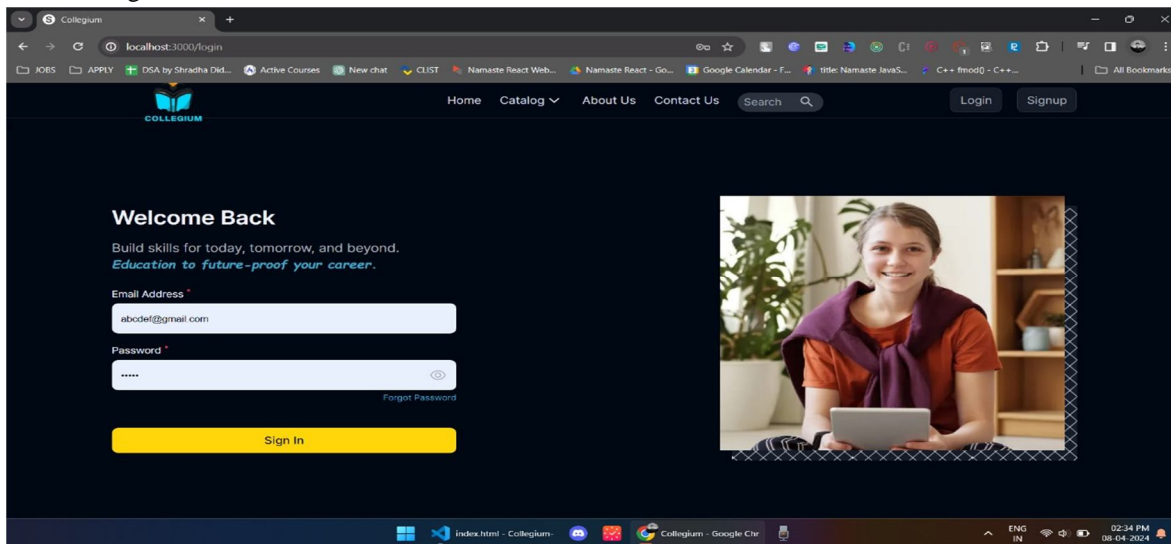 Collegium
localhost:3000/login
JOBS APPLY DSA by Shradha Did... Active Courses New chat CLIST Namaste React Web... Namaste React - Go... Google Calendar - F... title: Namaste JavaS... C++ fmod() - C++... All Bookmarks
COLLEGIUM
Home Catalog About Us Contact Us Search Login Signup
Welcome Back
Build skills for today, tomorrow, and beyond.
Education to future-proof your career.
Email Address *
abcdef@gmail.com
Password *
•••••
Forgot Password
Sign In
index.html - Collegium- Collegium - Google Chr
ENG 02:34 PM
IN 08-04-2024